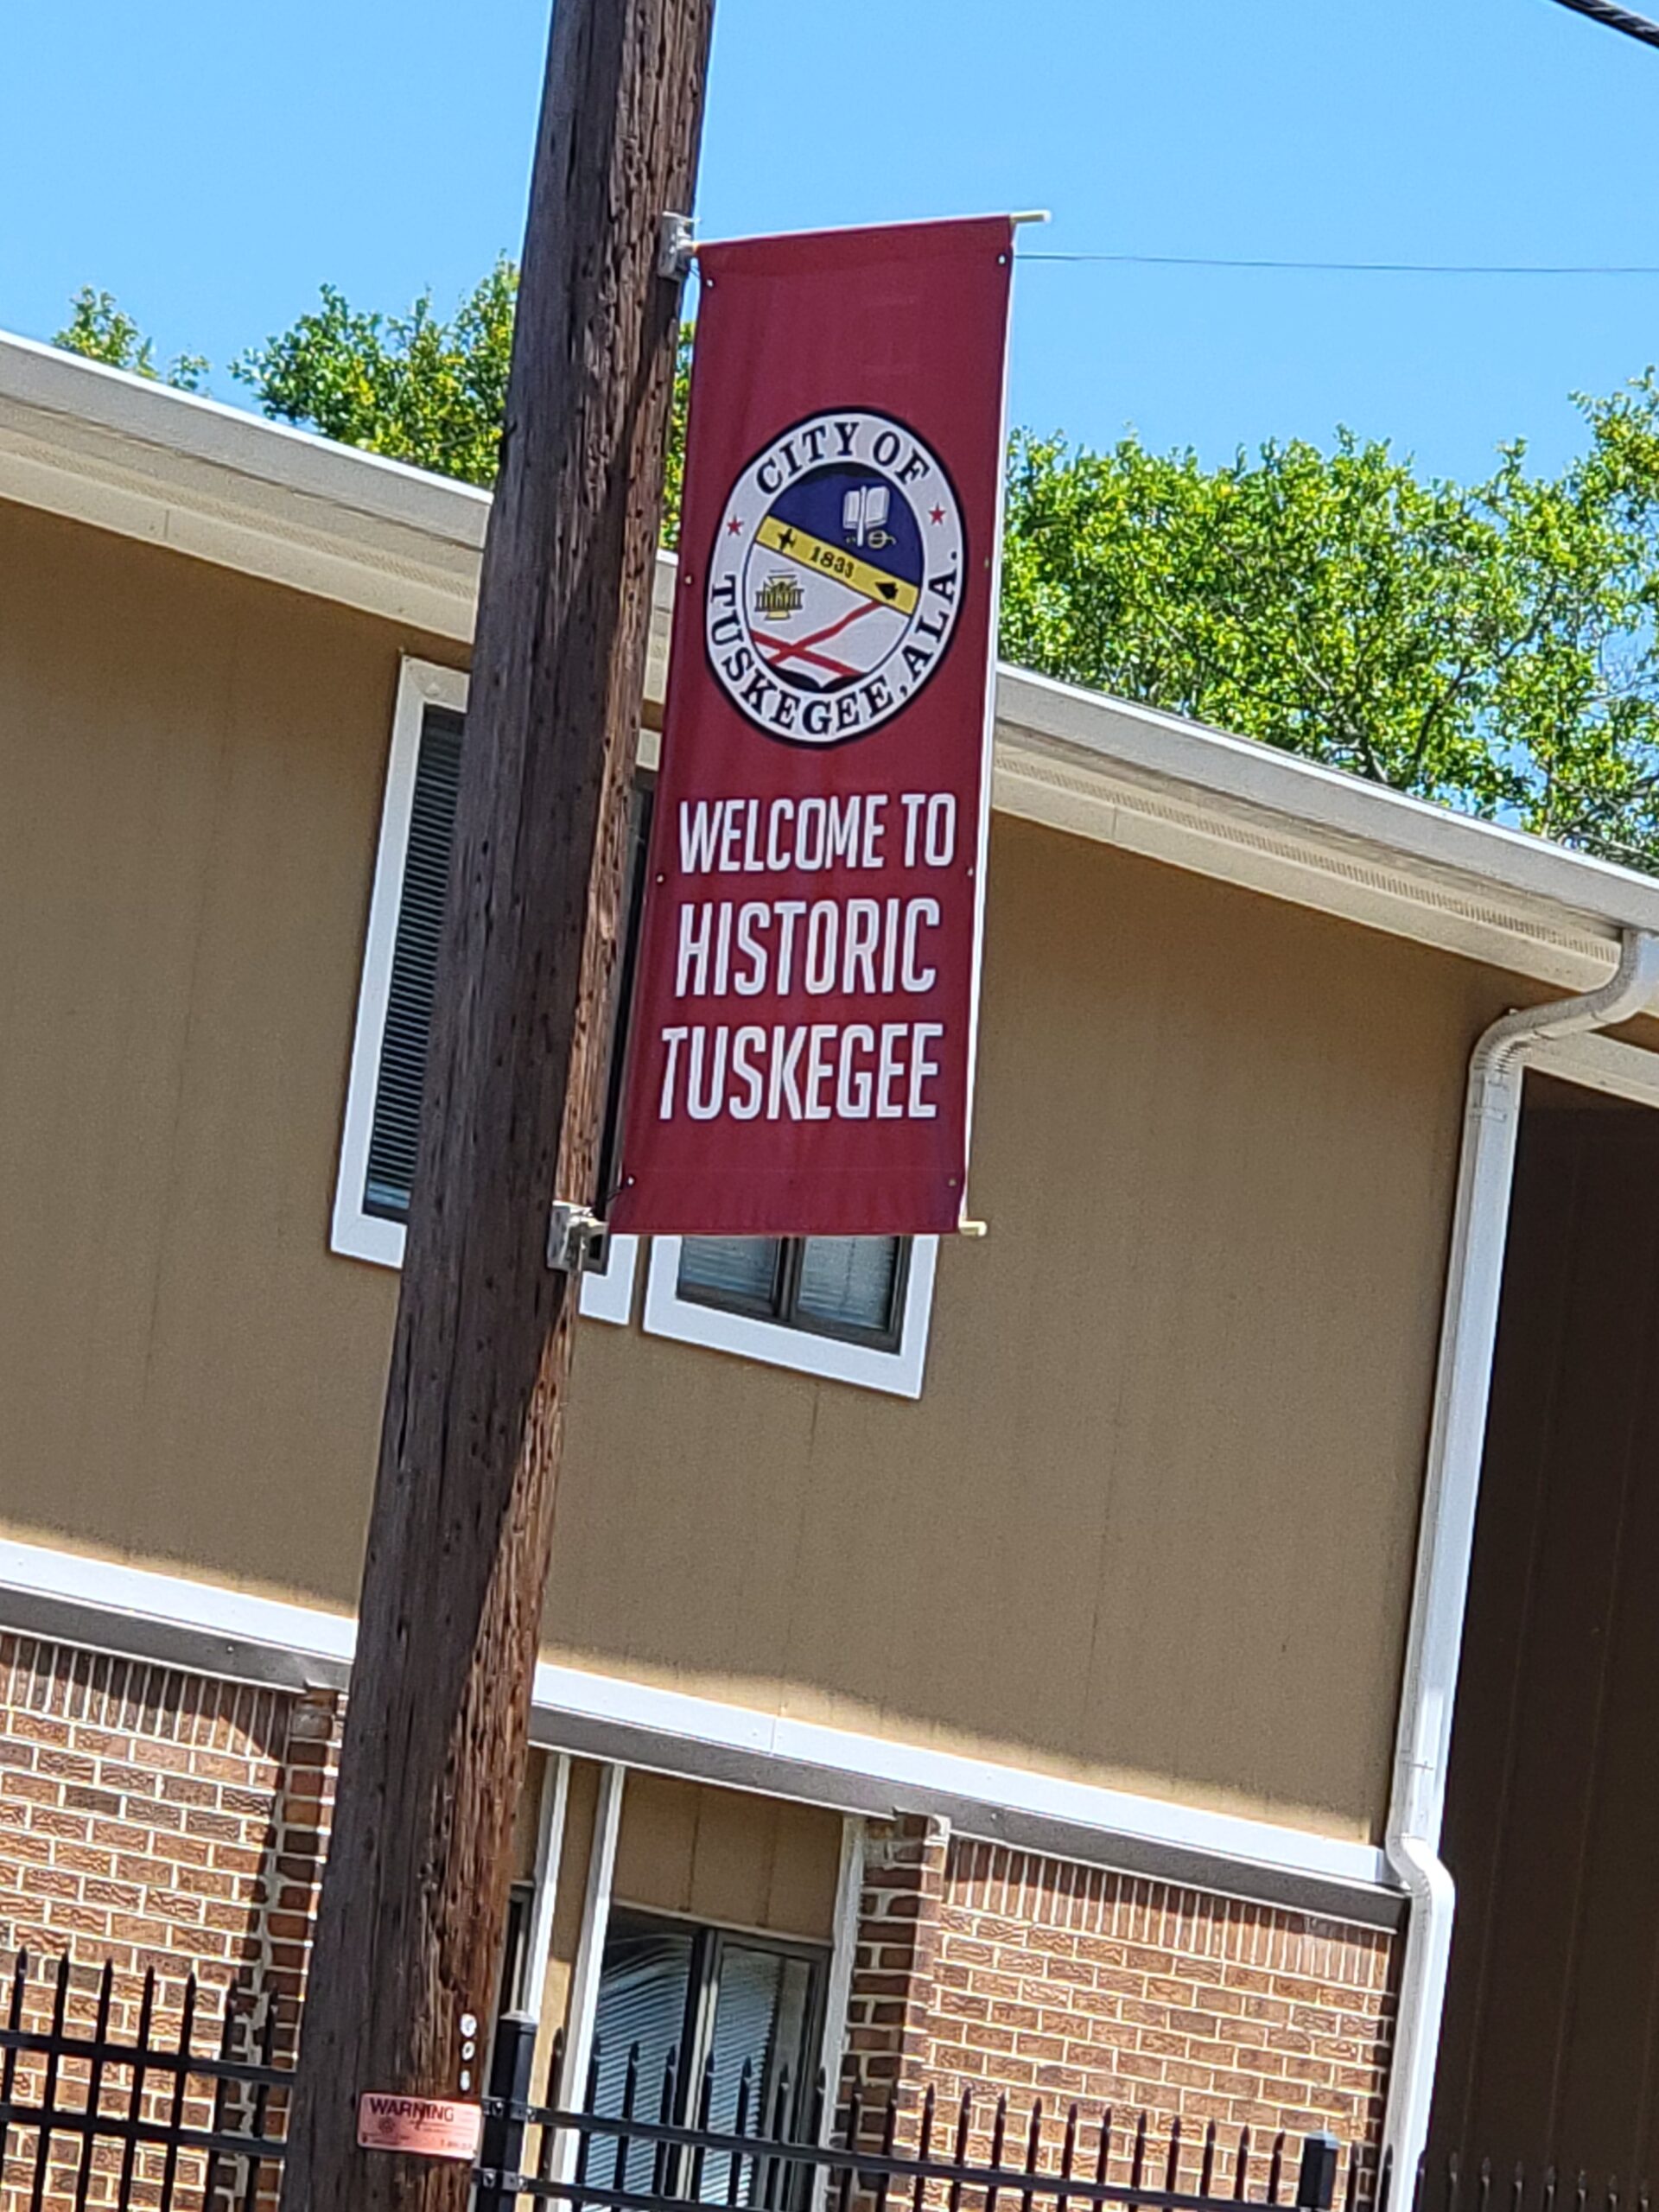 CITY OF
1833
TUSKEGEE, ALA.
WELCOME TO
HISTORIC
TUSKEGEE
WARNING